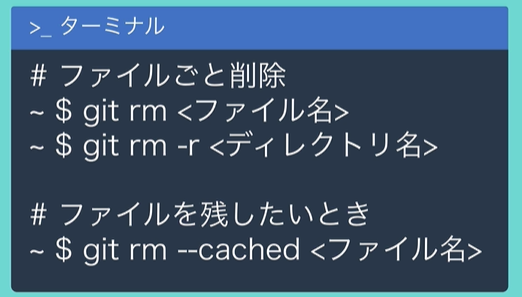 >_ ターミナル
# ファイルごと削除
~ $ git rm <ファイル名>
~ $ git rm -r <ディレクトリ名>
# ファイルを残したいとき
~ $ git rm --cached <ファイル名>